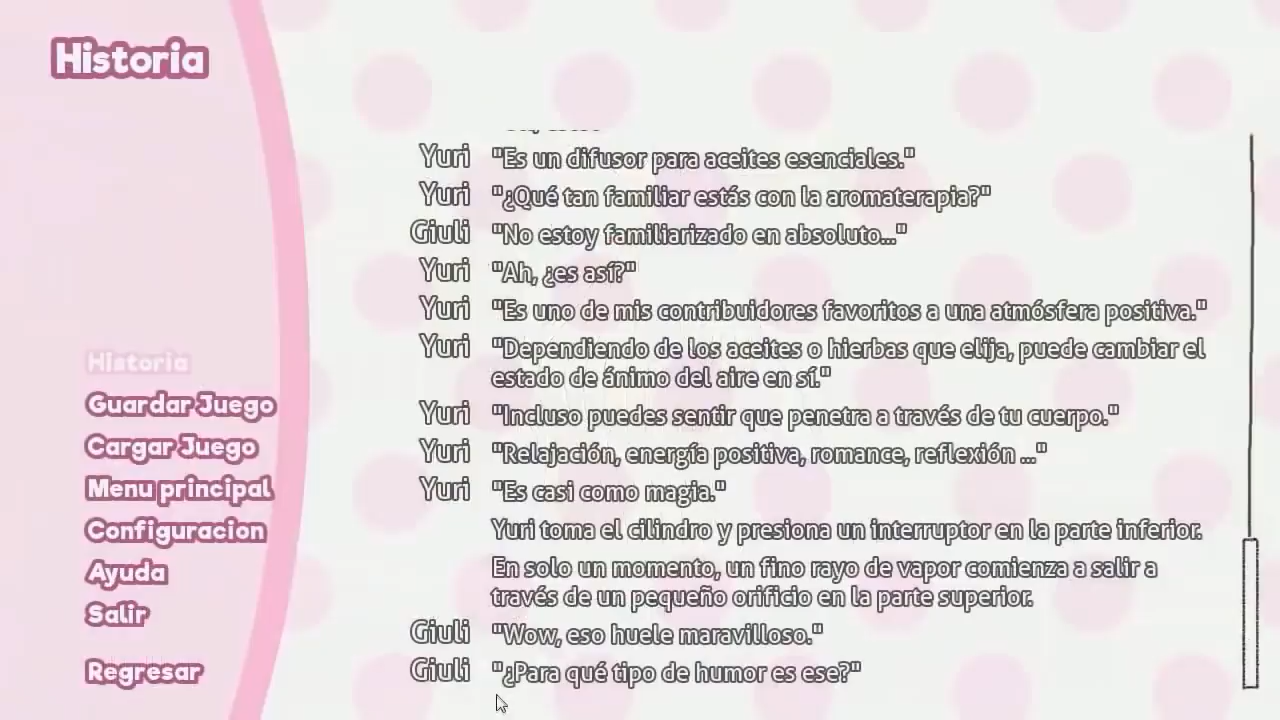 Historia
Yuri "Es un difusor para aceites esenciales."
Yuri "¿Qué tan familiar estás con la aromaterapia?"
Giuli "No estoy familiarizado en absoluto..."
Yuri "Ah, ¿es así?"
Yuri "Es uno de mis contribuidores favoritos a una atmósfera positiva."
Yuri "Dependiendo de los aceites o hierbas que elija, puede cambiar el
estado de ánimo del aire en sí."
Yuri "Incluso puedes sentir que penetra a través de tu cuerpo."
Yuri "Relajación, energía positiva, romance, reflexión ..."
Yuri "Es casi como magia."
Yuri toma el cilindro y presiona un interruptor en la parte inferior.
En solo un momento, un fino rayo de vapor comienza a salir a
través de un pequeño orificio en la parte superior.
Giuli "Wow, eso huele maravilloso."
Giuli "¿Para qué tipo de humor es ese?"
Historia
Guardar Juego
Cargar Juego
Menu principal
Configuracion
Ayuda
Salir
Regresar